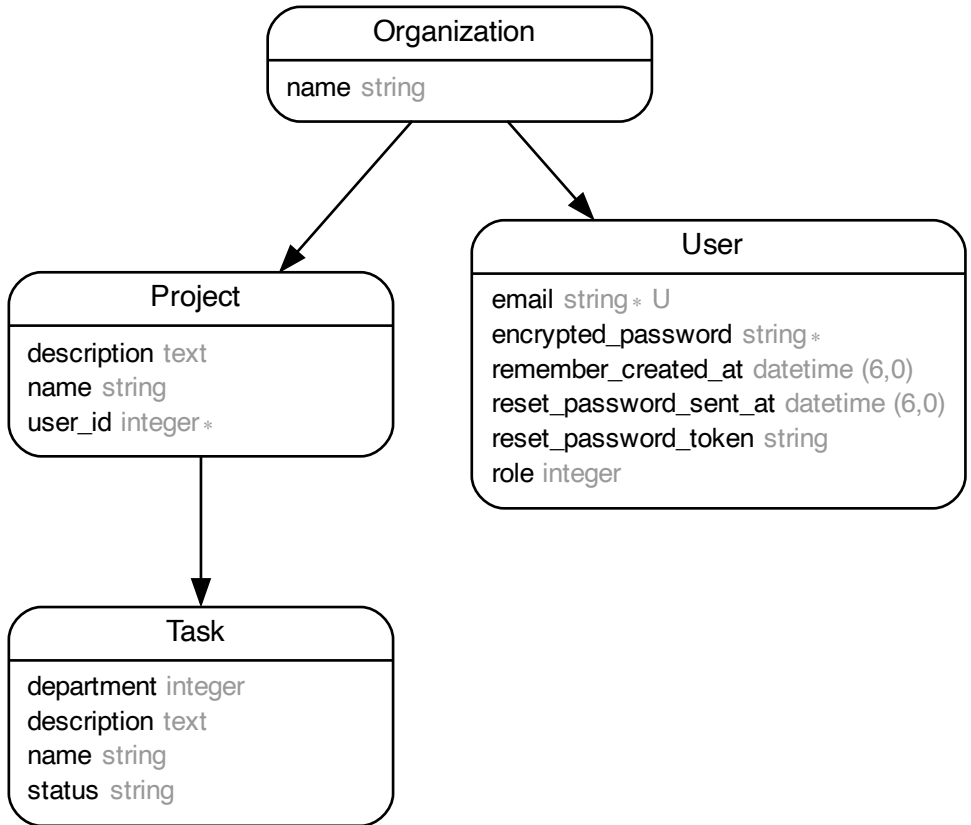 Organization
name string
Project
description text
name string
user_id integer *
User
email string * U
encrypted_password string *
remember_created_at datetime (6,0)
reset_password_sent_at datetime (6,0)
reset_password_token string
role integer
Task
department integer
description text
name string
status string